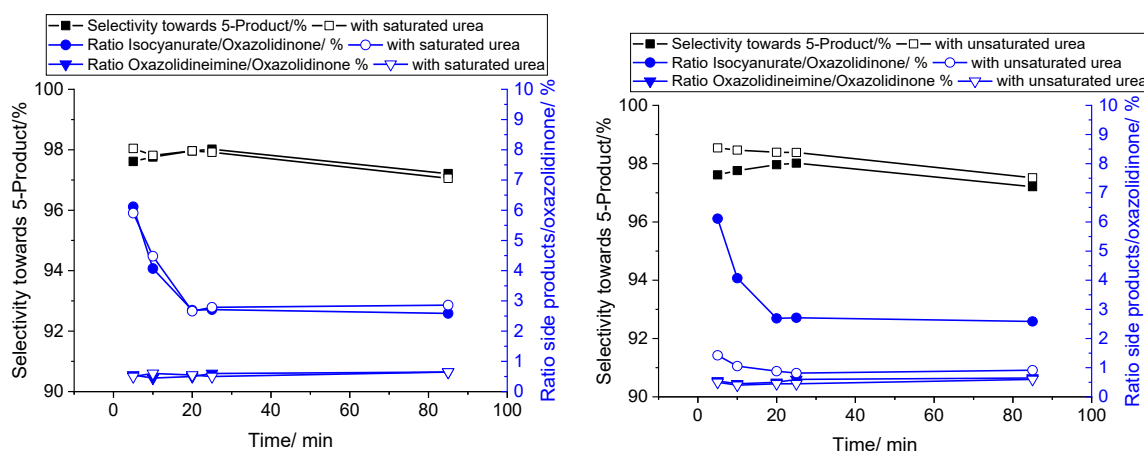 Selectivity towards 5-Product/% with saturated urea
Ratio Isocyanurate/Oxazolidinone/ % with saturated urea
Ratio Oxazolidineimine/Oxazolidinone % with saturated urea
100
98
96
94
92
90
Selectivity towards 5-Product/%
10
9
8
7
6
5
4
3
2
1
0
Ratio side products/oxazolidinone/ %
0 20 40 60 80 100
Time/ min
Selectivity towards 5-Product/% with unsaturated urea
Ratio Isocyanurate/Oxazolidinone/ % with unsaturated urea
Ratio Oxazolidineimine/Oxazolidinone % with unsaturated urea
100
98
96
94
92
90
Selectivity towards 5-Product/%
10
9
8
7
6
5
4
3
2
1
0
Ratio side products/oxazolidinone/ %
0 20 40 60 80 100
Time/ min